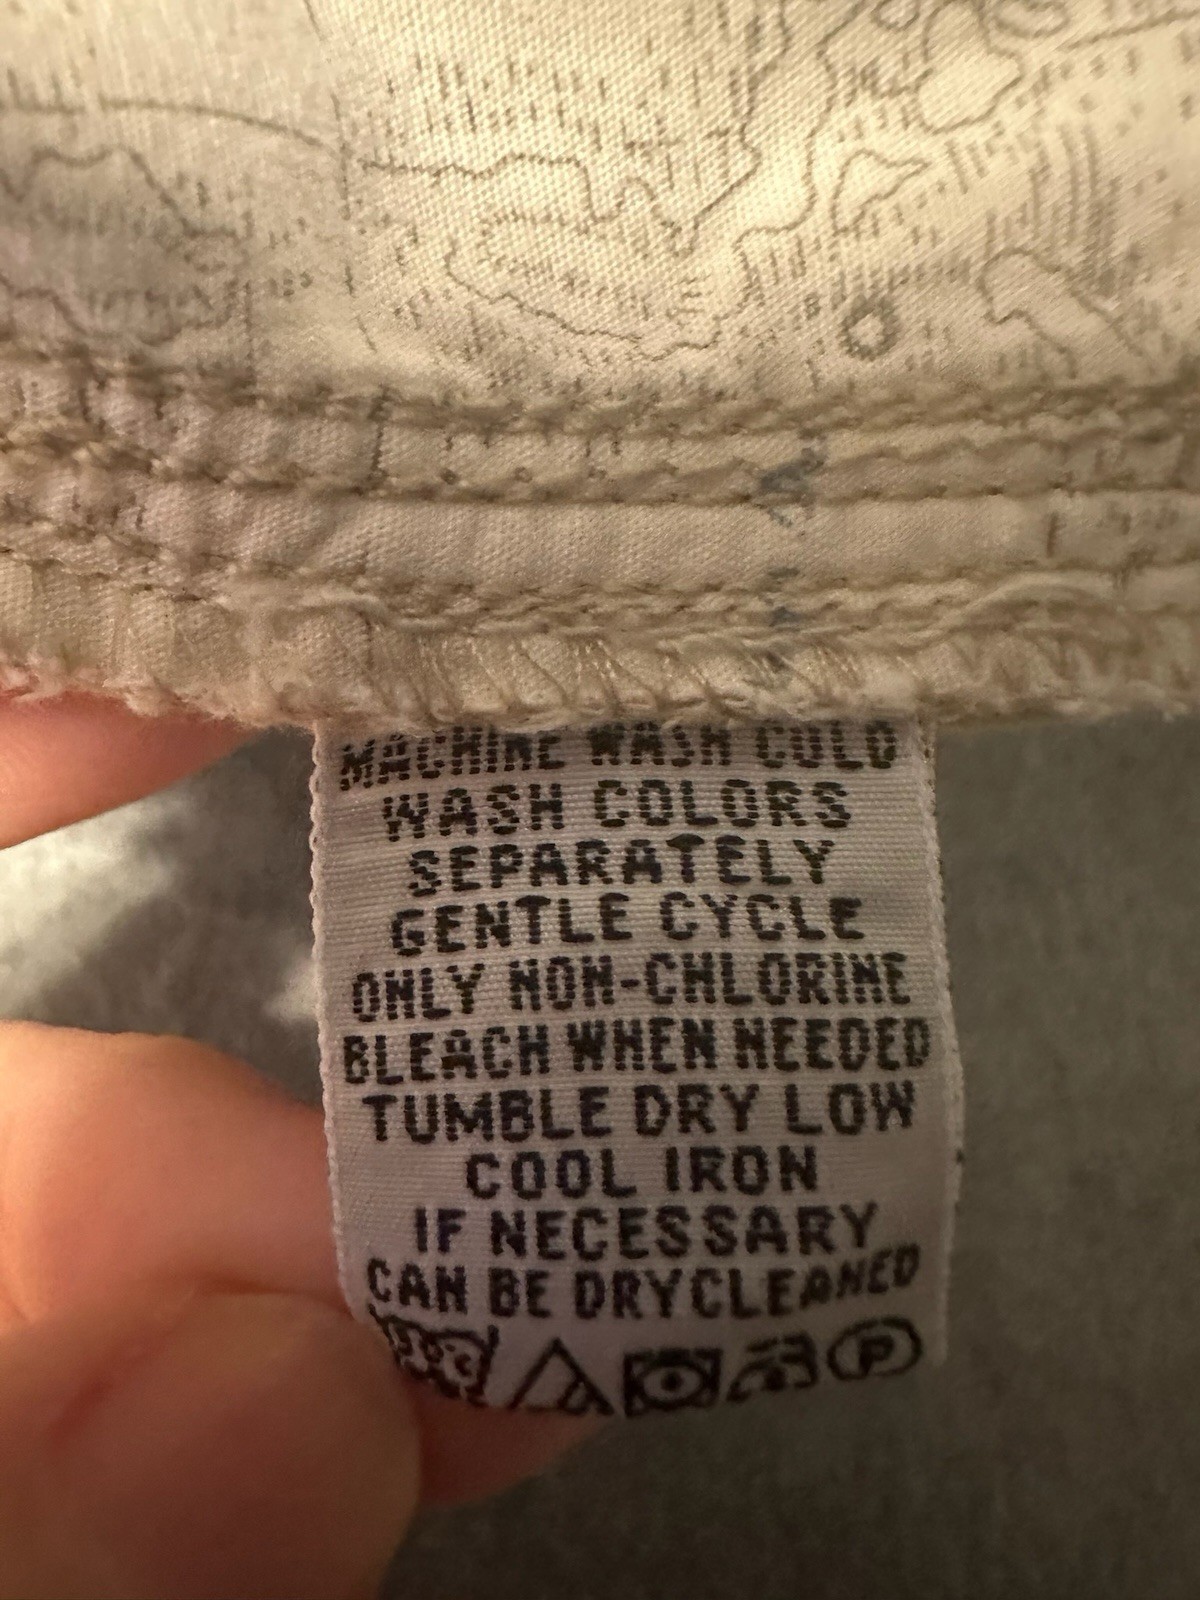 MACHINE WASH COLD
WASH COLORS
SEPARATELY
GENTLE CYCLE
ONLY NON-CHLORINE
BLEACH WHEN NEEDED
TUMBLE DRY LOW
COOL IRON
IF NECESSARY
CAN BE DRYCLEANED
30°C P